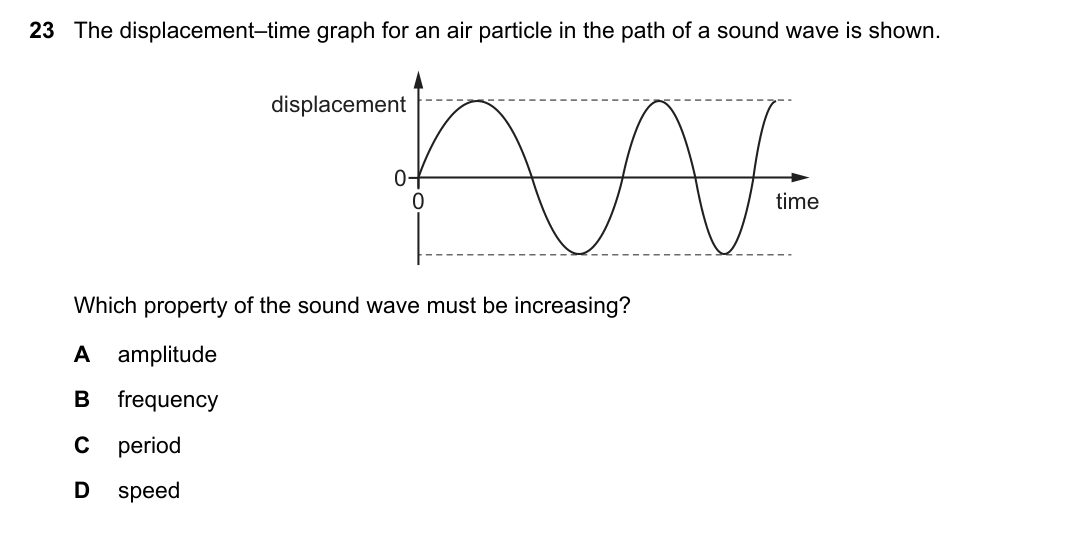 23 The displacement–time graph for an air particle in the path of a sound wave is shown.
displacement
0
0
time
Which property of the sound wave must be increasing?
A amplitude
B frequency
C period
D speed